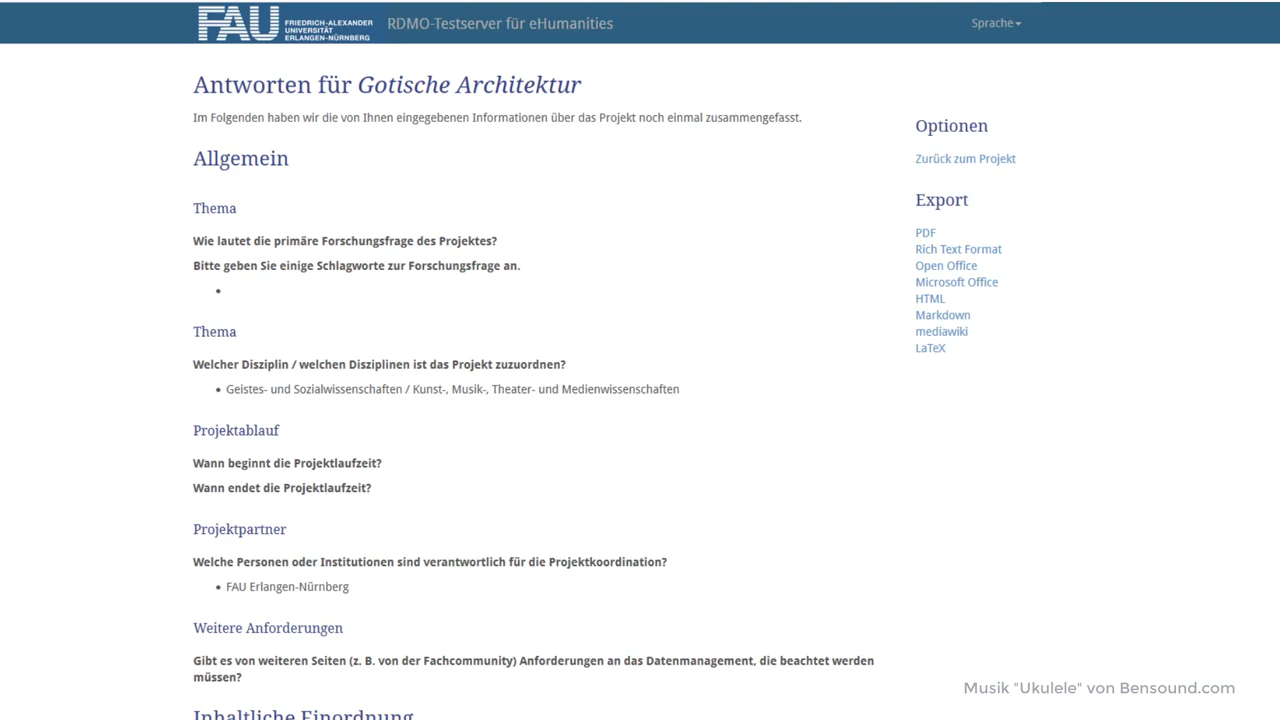 FAU FRIEDRICH-ALEXANDER
UNIVERSITÄT
ERLANGEN-NÜRNBERG
RDMO-Testserver für eHumanities
Sprache
Antworten für Gotische Architektur
Im Folgenden haben wir die von Ihnen eingegebenen Informationen über das Projekt noch einmal zusammengefasst.
Allgemein
Thema
Wie lautet die primäre Forschungsfrage des Projektes?
Bitte geben Sie einige Schlagworte zur Forschungsfrage an.
•
Thema
Welcher Disziplin / welchen Disziplinen ist das Projekt zuzuordnen?
• Geistes- und Sozialwissenschaften / Kunst-, Musik-, Theater- und Medienwissenschaften
Projektablauf
Wann beginnt die Projektlaufzeit?
Wann endet die Projektlaufzeit?
Projektpartner
Welche Personen oder Institutionen sind verantwortlich für die Projektkoordination?
• FAU Erlangen-Nürnberg
Weitere Anforderungen
Gibt es von weiteren Seiten (z. B. von der Fachcommunity) Anforderungen an das Datenmanagement, die beachtet werden
müssen?
Inhaltliche Einordnung
Optionen
Zurück zum Projekt
Export
PDF
Rich Text Format
Open Office
Microsoft Office
HTML
Markdown
mediawiki
LaTeX
Musik "Ukulele" von Bensound.com